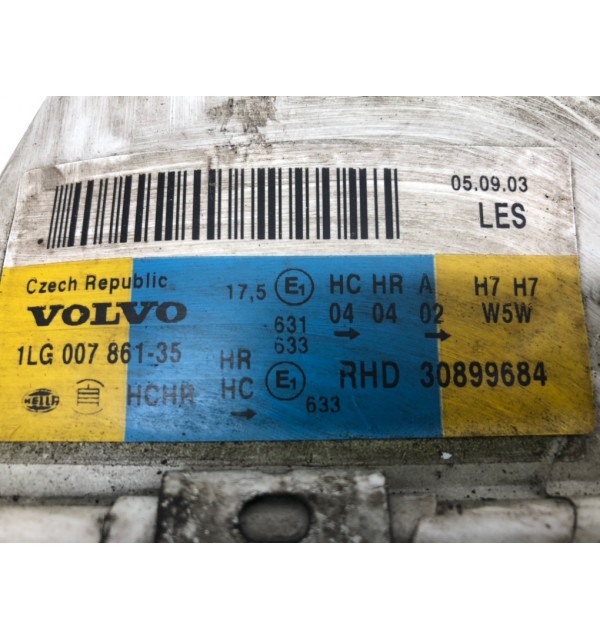 05.09.03
LES
Czech Republic
VOLVO
17,5 E1 HC HR A H7 H7
04 04 02 W5W
631
633
1LG 007 861-35 HR
HELLA HCHR HC E1 RHD 30899684
633